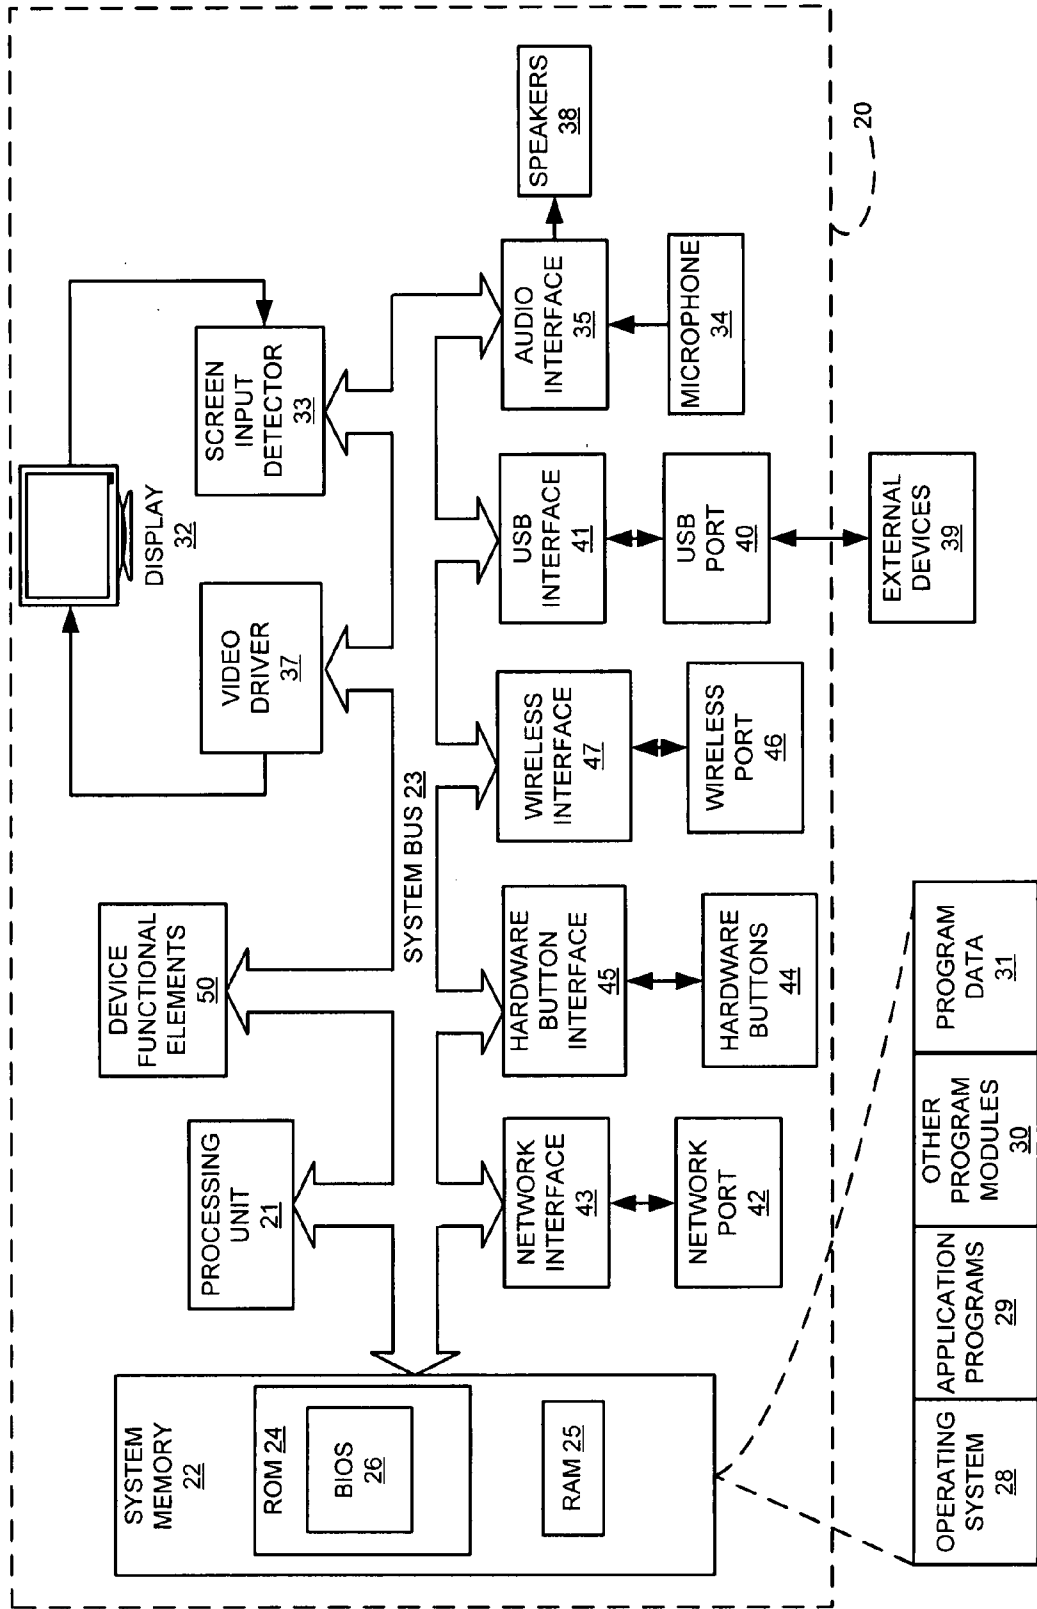 SYSTEM
MEMORY
22
ROM 24
BIOS
26
RAM 25
PROCESSING
UNIT
21
DEVICE
FUNCTIONAL
ELEMENTS
50
VIDEO
DRIVER
37
DISPLAY
32
SCREEN
INPUT
DETECTOR
33
SYSTEM BUS 23
NETWORK
INTERFACE
43
NETWORK
PORT
42
HARDWARE
BUTTON
INTERFACE
45
HARDWARE
BUTTONS
44
WIRELESS
INTERFACE
47
WIRELESS
PORT
46
USB
INTERFACE
41
USB
PORT
40
EXTERNAL
DEVICES
39
AUDIO
INTERFACE
35
SPEAKERS
38
MICROPHONE
34
20
OPERATING
SYSTEM
28
APPLICATION
PROGRAMS
29
OTHER
PROGRAM
MODULES
30
PROGRAM
DATA
31